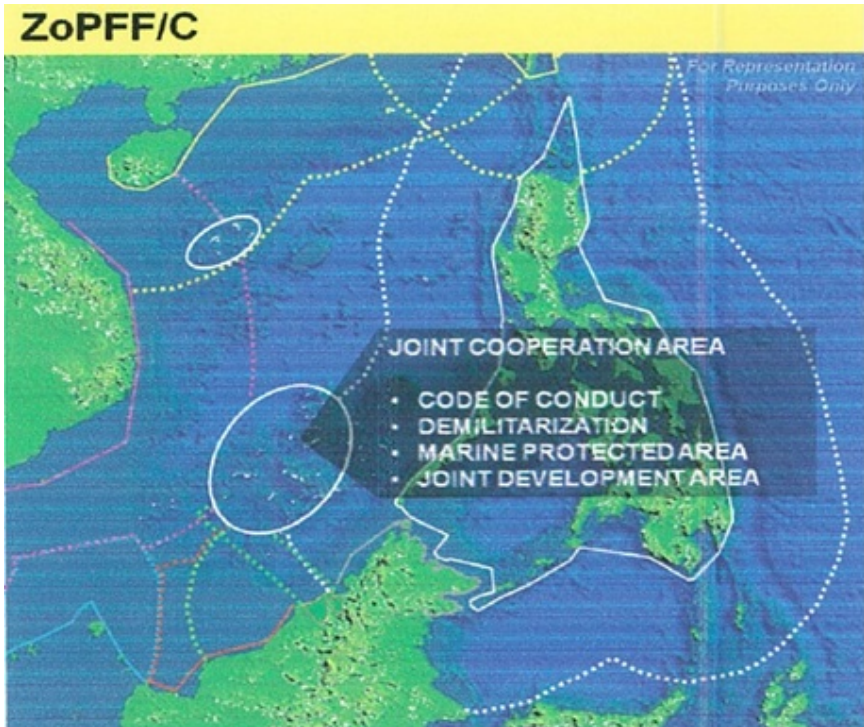 ZoPFF/C
For Representation
Purposes Only
JOINT COOPERATION AREA
• CODE OF CONDUCT
• DEMILITARIZATION
• MARINE PROTECTED AREA
• JOINT DEVELOPMENT AREA